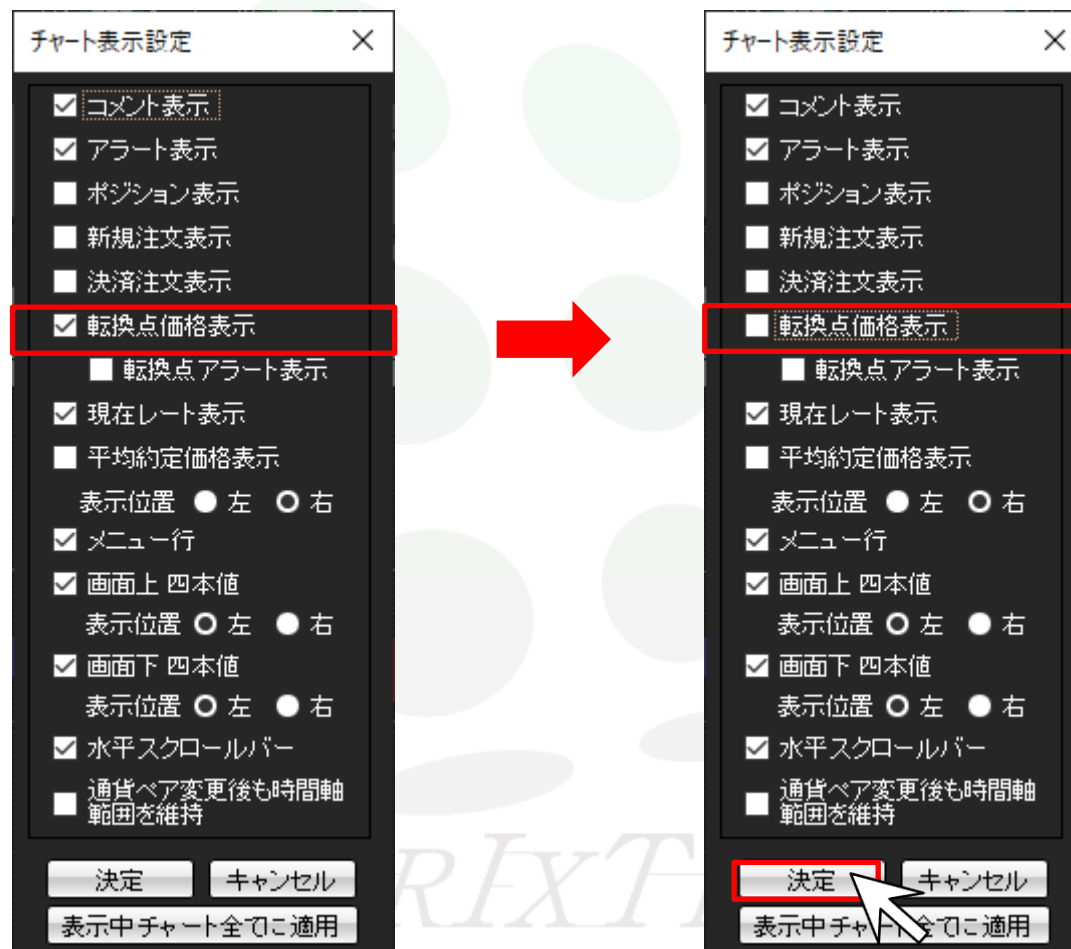 チャート表示設定
コメント表示
アラート表示
ポジション表示
新規注文表示
決済注文表示
転換点価格表示
転換点アラート表示
現在レート表示
平均約定価格表示
表示位置 左 右
メニュー行
画面上 四本値
表示位置 左 右
画面下 四本値
表示位置 左 右
水平スクロールバー
通貨ペア変更後も時間軸
範囲を維持
決定 キャンセル
表示中チャート全てに適用
チャート表示設定
コメント表示
アラート表示
ポジション表示
新規注文表示
決済注文表示
転換点価格表示
転換点アラート表示
現在レート表示
平均約定価格表示
表示位置 左 右
メニュー行
画面上 四本値
表示位置 左 右
画面下 四本値
表示位置 左 右
水平スクロールバー
通貨ペア変更後も時間軸
範囲を維持
決定 キャンセル
表示中チャート全てに適用